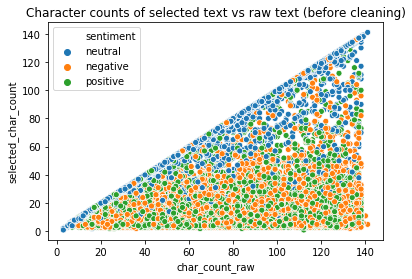 Character counts of selected text vs raw text (before cleaning)
sentiment
neutral
negative
positive
selected_char_count
140
120
100
80
60
40
20
0
0 20 40 60 80 100 120 140
char_count_raw